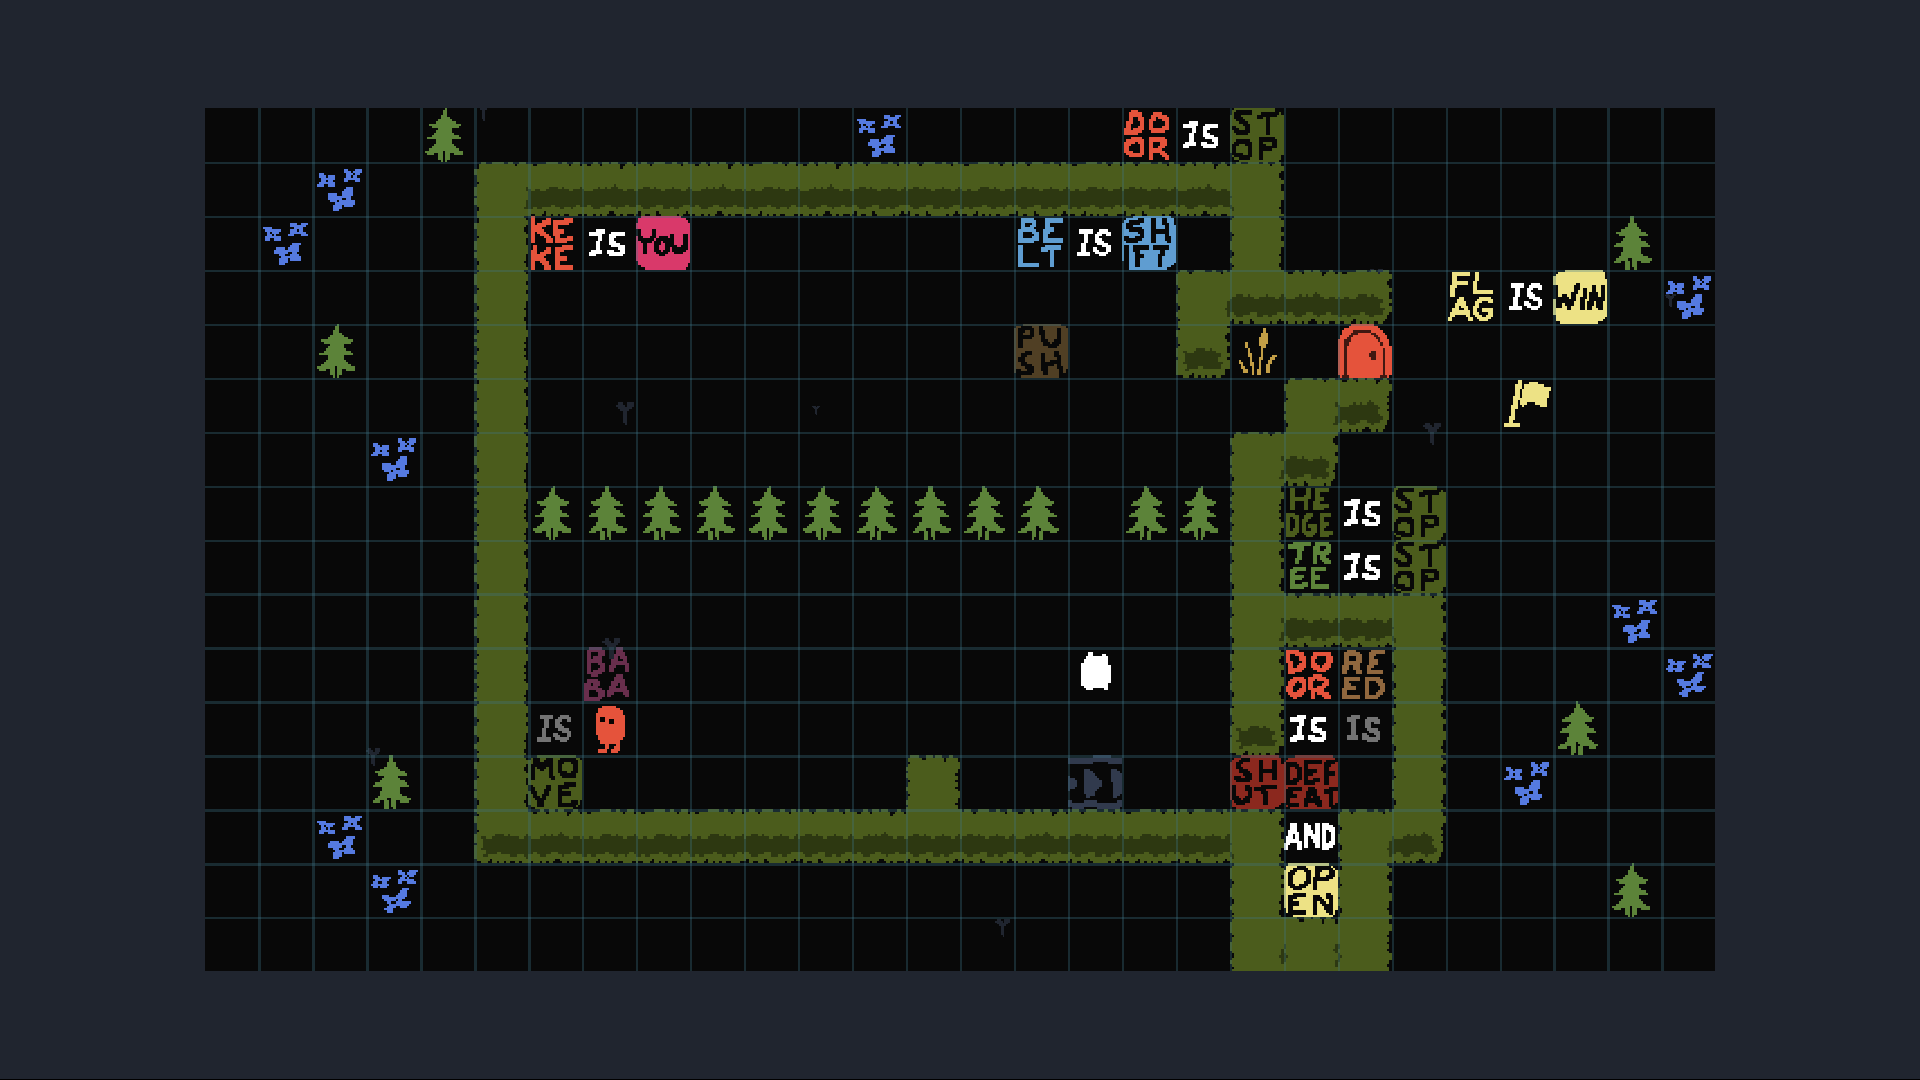 DOOR IS STOP
KEKE IS YOU
BELT IS SHIFT
FLAG IS WIN
PUSH
HEDGE IS STOP
TREE IS STOP
BABA
DOOR REED
IS
IS IS
MOVE
SHUT DEFEAT
AND
OPEN